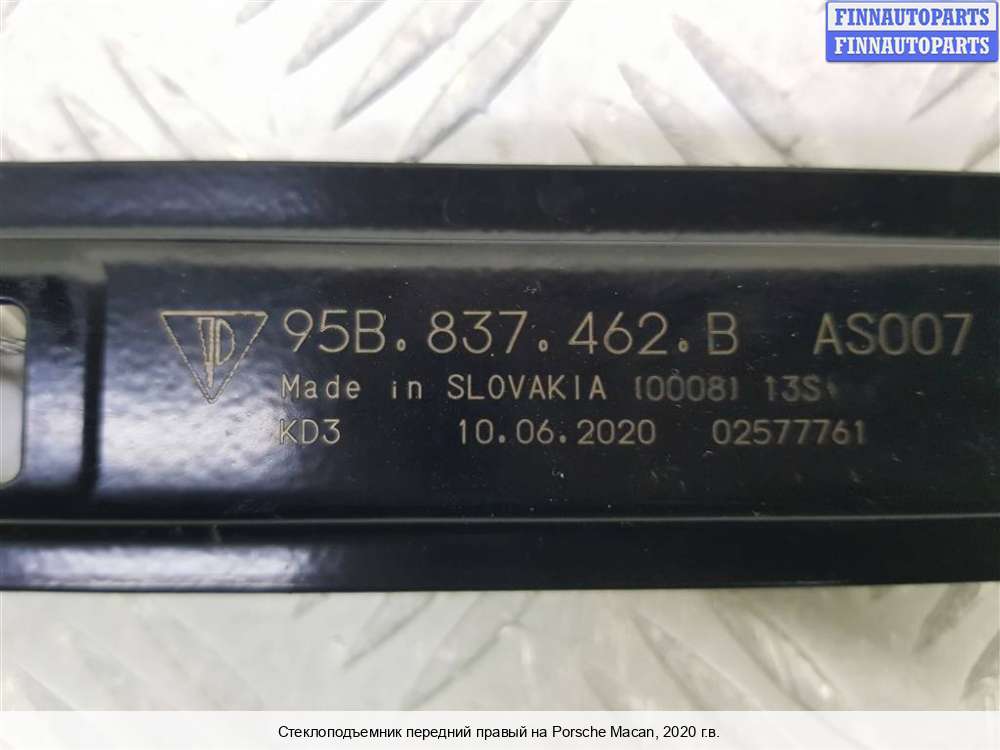 FINNAUTOPARTS
FINNAUTOPARTS
95B.837.462.B AS007
Made in SLOVAKIA (0008)
KD3 10.06.2020 02577761
Стеклоподъемник передний правый на Porsche Macan, 2020 г.в.